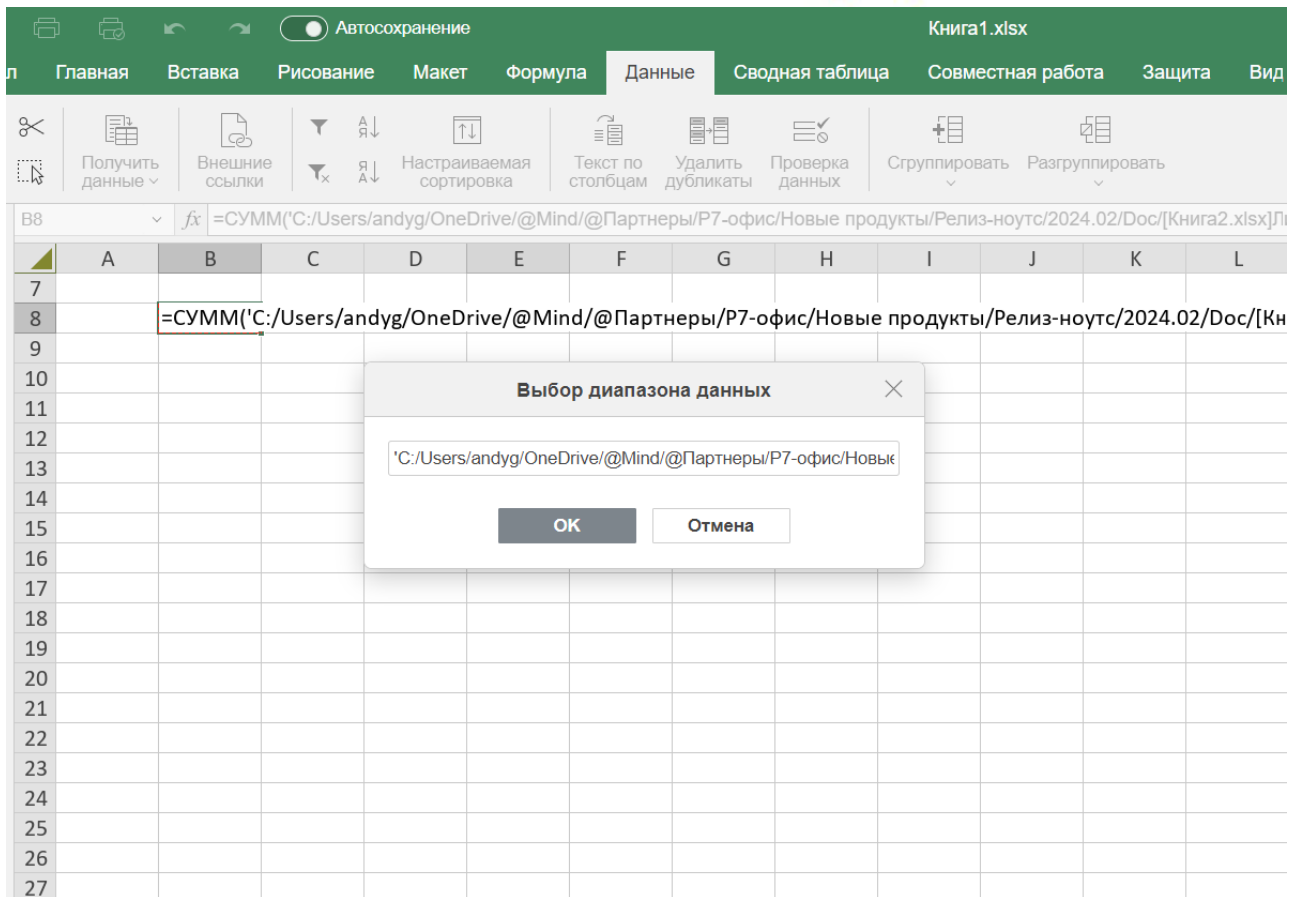 Автосохранение Книга1.xlsx
л Главная Вставка Рисование Макет Формула Данные Сводная таблица Совместная работа Защита Вид
Получить данные Внешние ссылки А Я Я А Настраиваемая сортировка Текст по столбцам Удалить дубликаты Проверка данных Сгруппировать Разгруппировать
B8 fx =СУММ('C:/Users/andyg/OneDrive/@Mind/@Партнеры/Р7-офис/Новые продукты/Релиз-ноутс/2024.02/Doc/[Книга2.xlsx]Ли
A B C D E F G H I J K L
7
8 =СУММ('C:/Users/andyg/OneDrive/@Mind/@Партнеры/Р7-офис/Новые продукты/Релиз-ноутс/2024.02/Doc/[Кн
9
10
Выбор диапазона данных
11
12
13 'C:/Users/andyg/OneDrive/@Mind/@Партнеры/Р7-офис/Новые
14
15 ОК Отмена
16
17
18
19
20
21
22
23
24
25
26
27